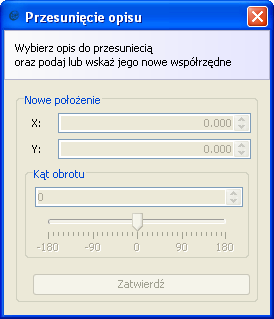 Przesunięcie opisu
Wybierz opis do przesuniecią
oraz podaj lub wskaż jego nowe współrzędne
Nowe położenie
X: 0.000
Y: 0.000
Kąt obrotu
0
-180 -90 0 90 180
Zatwierdź